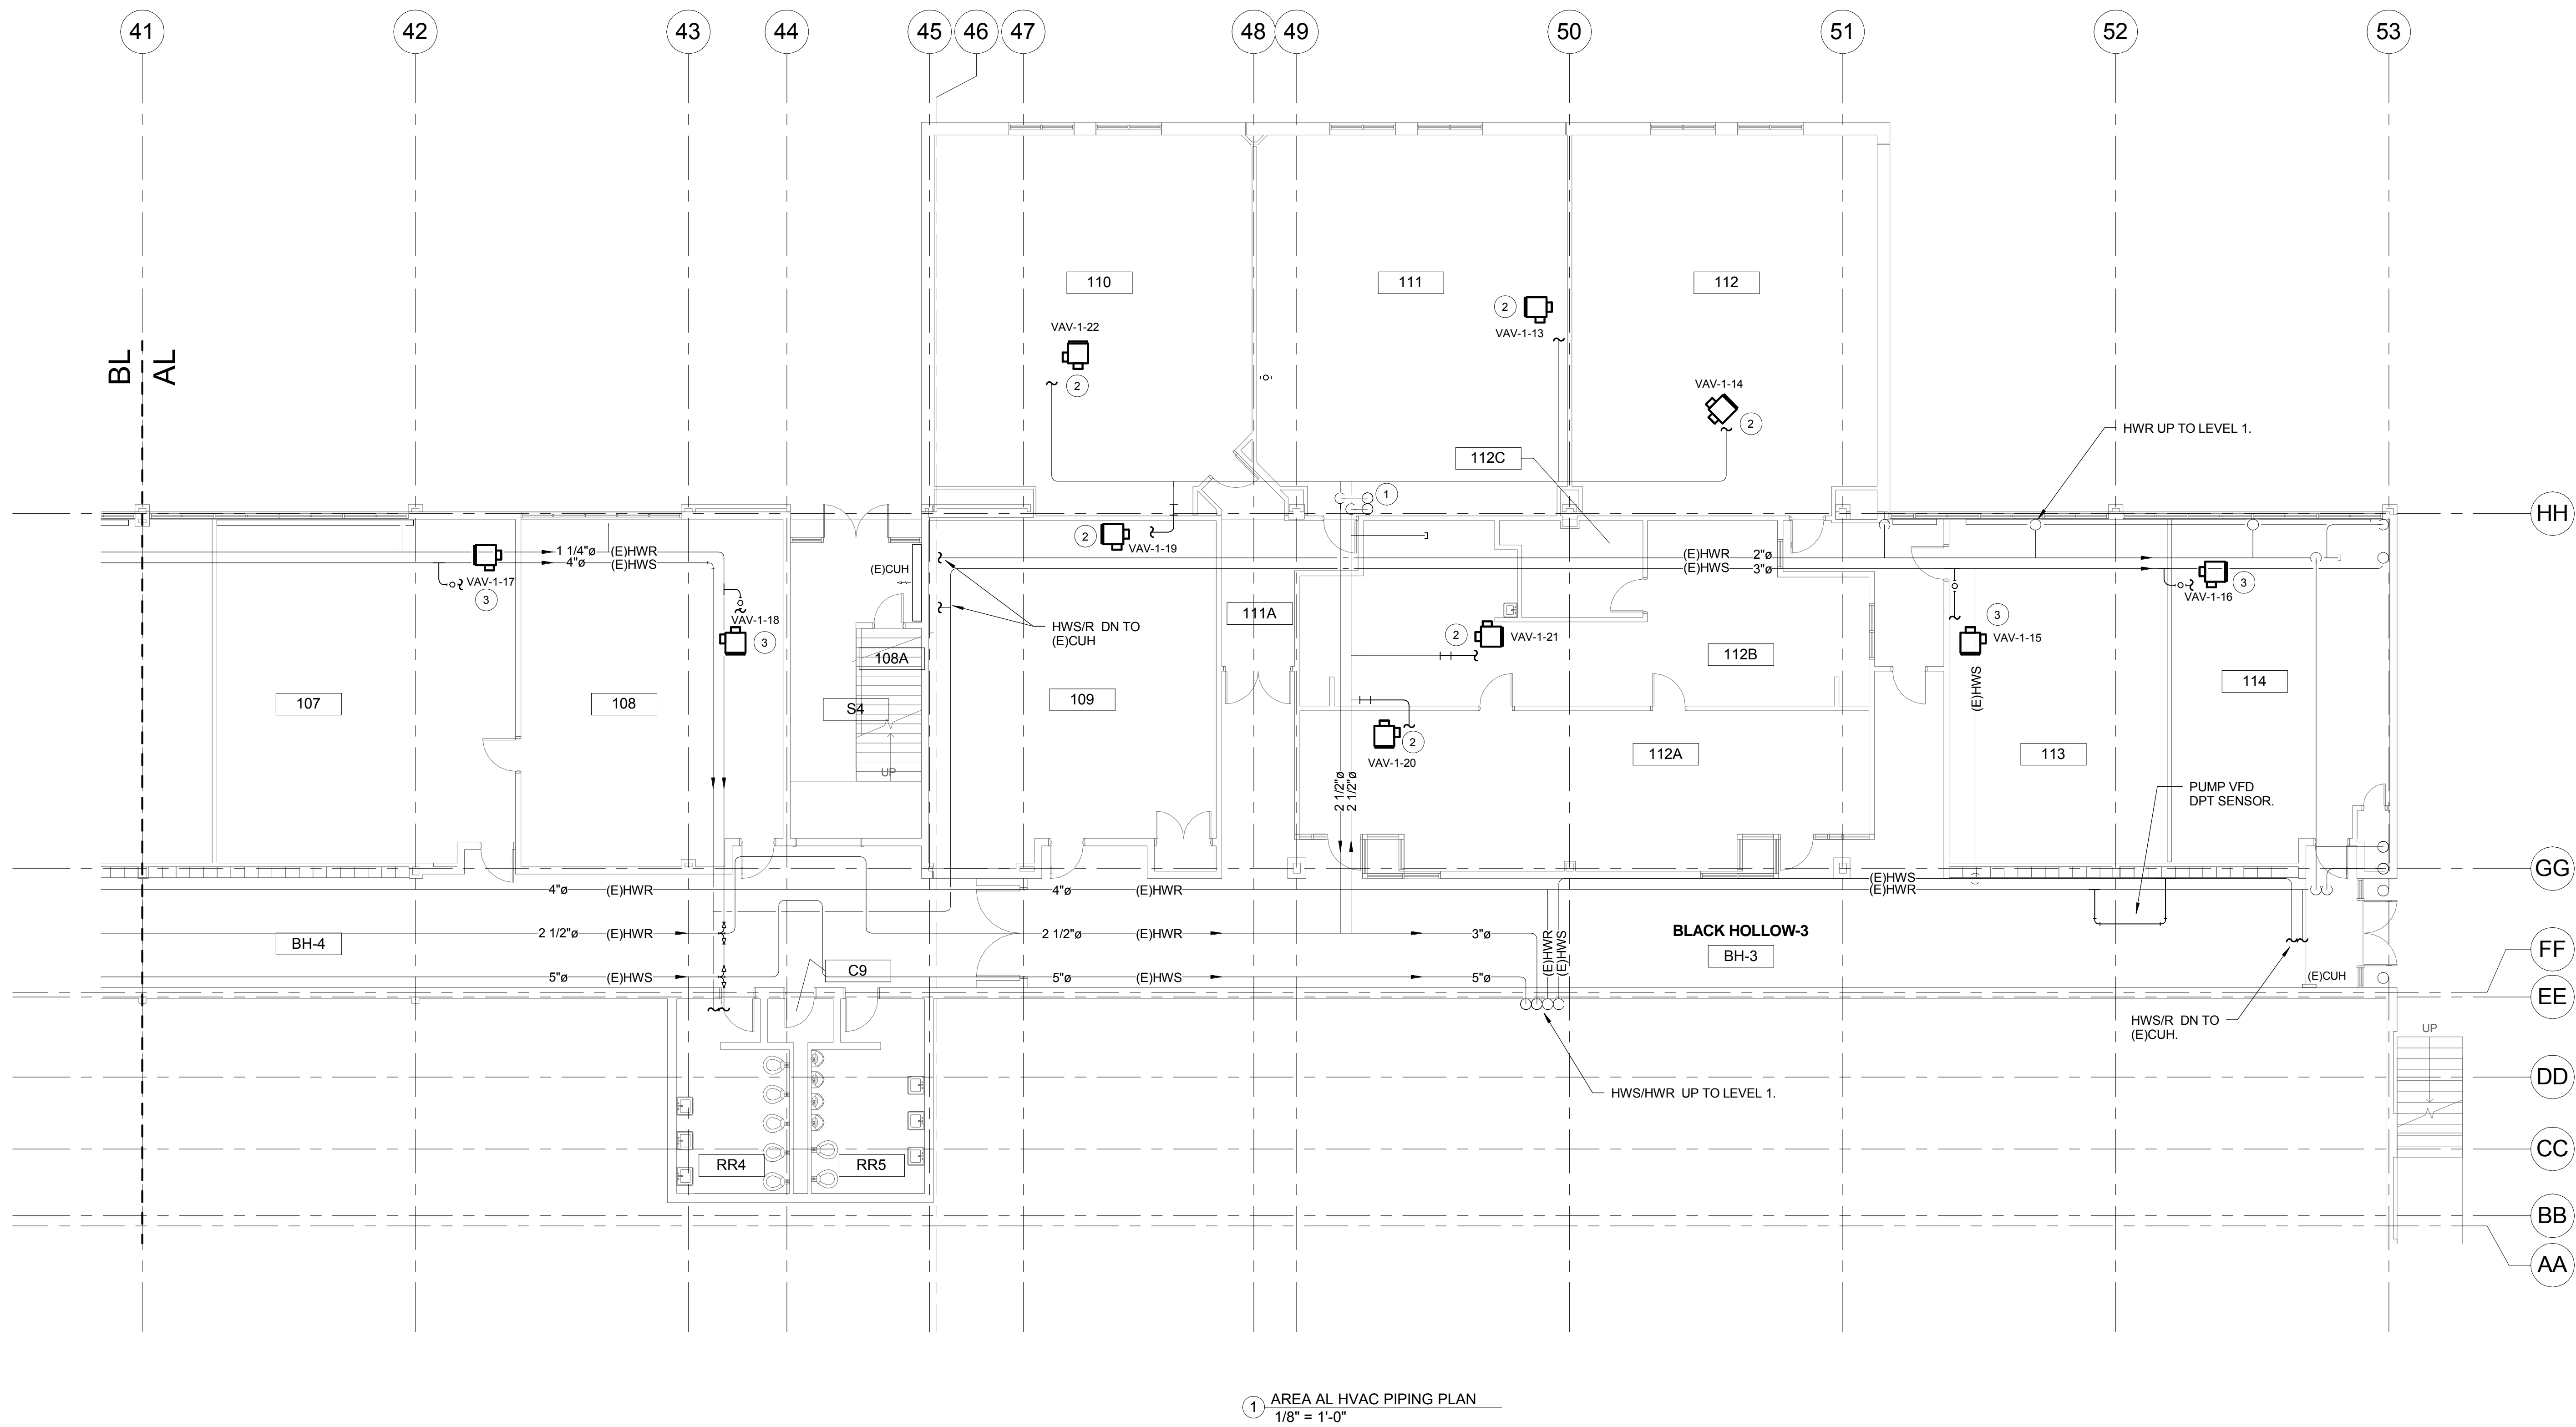 41
42
43
44
45
46
47
48
49
50
51
52
53
BL
AL
110
111
112
VAV-1-22
2
2
VAV-1-13
VAV-1-14
2
HWR UP TO LEVEL 1.
112C
1
HH
1 1/4"ø (E)HWR
4"ø (E)HWS
VAV-1-17
3
VAV-1-18
3
(E)CUH
2
VAV-1-19
(E)HWR 2"ø
(E)HWS 3"ø
VAV-1-16
3
HWS/R DN TO
(E)CUH
111A
2
VAV-1-21
3
VAV-1-15
108A
112B
(E)HWS
114
107
108
S4
109
UP
2
VAV-1-20
112A
113
2 1/2"ø
2 1/2"ø
PUMP VFD
DPT SENSOR.
GG
4"ø (E)HWR
4"ø (E)HWR
(E)HWS
(E)HWR
BH-4
2 1/2"ø (E)HWR
2 1/2"ø (E)HWR
3"ø
(E)HWR
(E)HWS
BLACK HOLLOW-3
BH-3
FF
C9
5"ø (E)HWS
5"ø (E)HWS
5"ø
(E)CUH
EE
HWS/R DN TO
(E)CUH.
UP
HWS/HWR UP TO LEVEL 1.
DD
CC
RR4
RR5
BB
AA
1
AREA AL HVAC PIPING PLAN
1/8" = 1'-0"